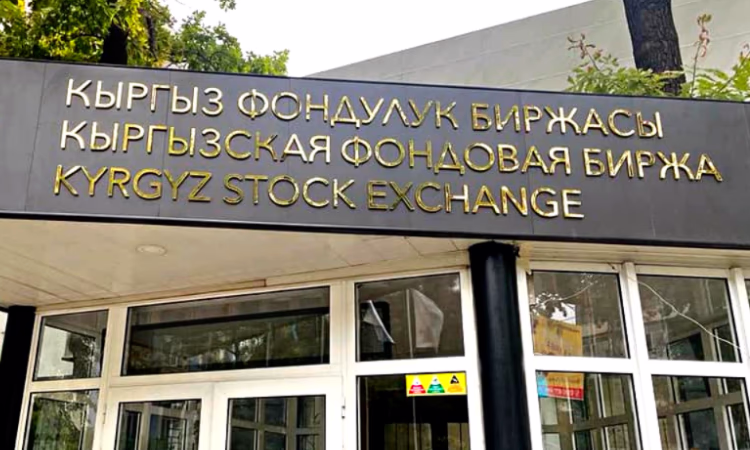 КЫРГЫЗ ФОНДУЛУК БИРЖАСЫ
КЫРГЫЗСКАЯ ФОНДОВАЯ БИРЖА
KYRGYZ STOCK EXCHANGE